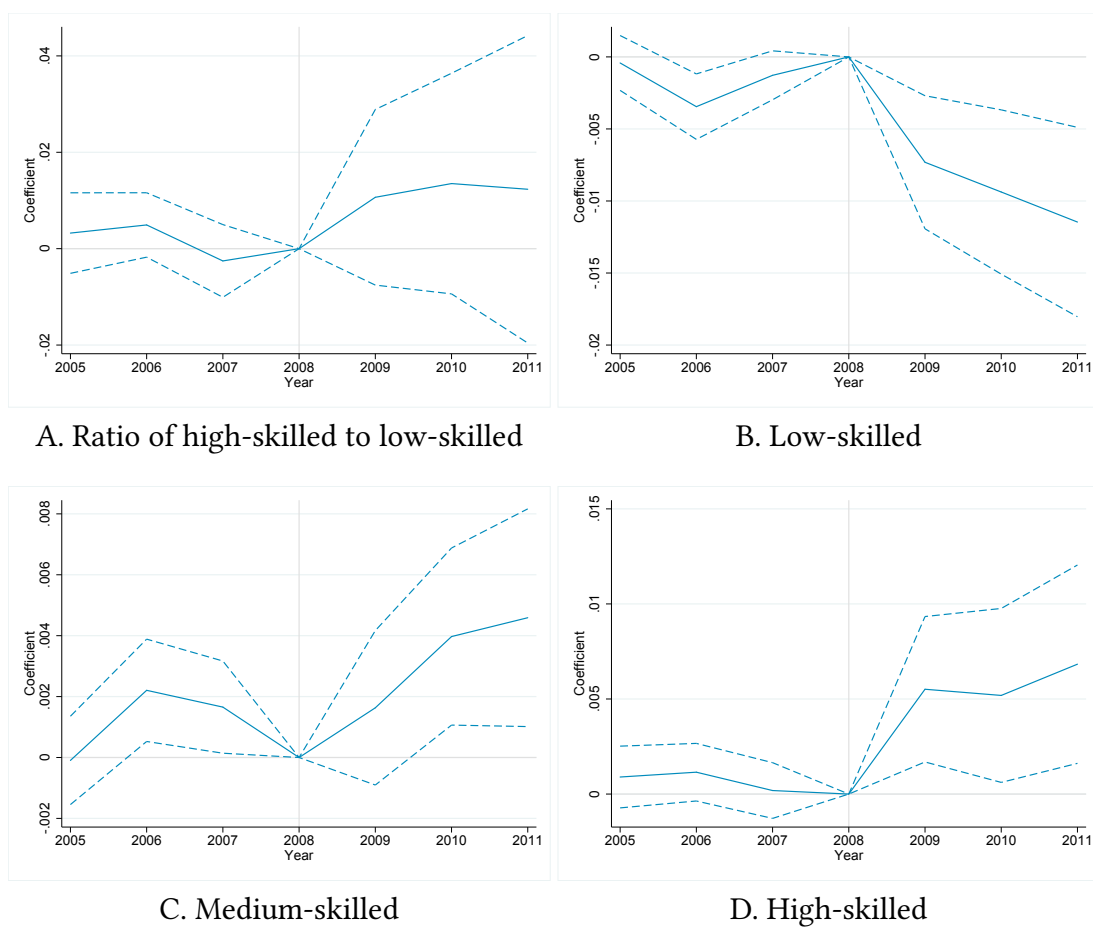 Coefficient
.04
.02
0
-.02
2005 2006 2007 2008 2009 2010 2011
Year
A. Ratio of high-skilled to low-skilled
Coefficient
0
-.005
-.01
-.015
-.02
2005 2006 2007 2008 2009 2010 2011
Year
B. Low-skilled
Coefficient
.008
.006
.004
.002
0
-.002
2005 2006 2007 2008 2009 2010 2011
Year
C. Medium-skilled
Coefficient
.015
.01
.005
0
2005 2006 2007 2008 2009 2010 2011
Year
D. High-skilled